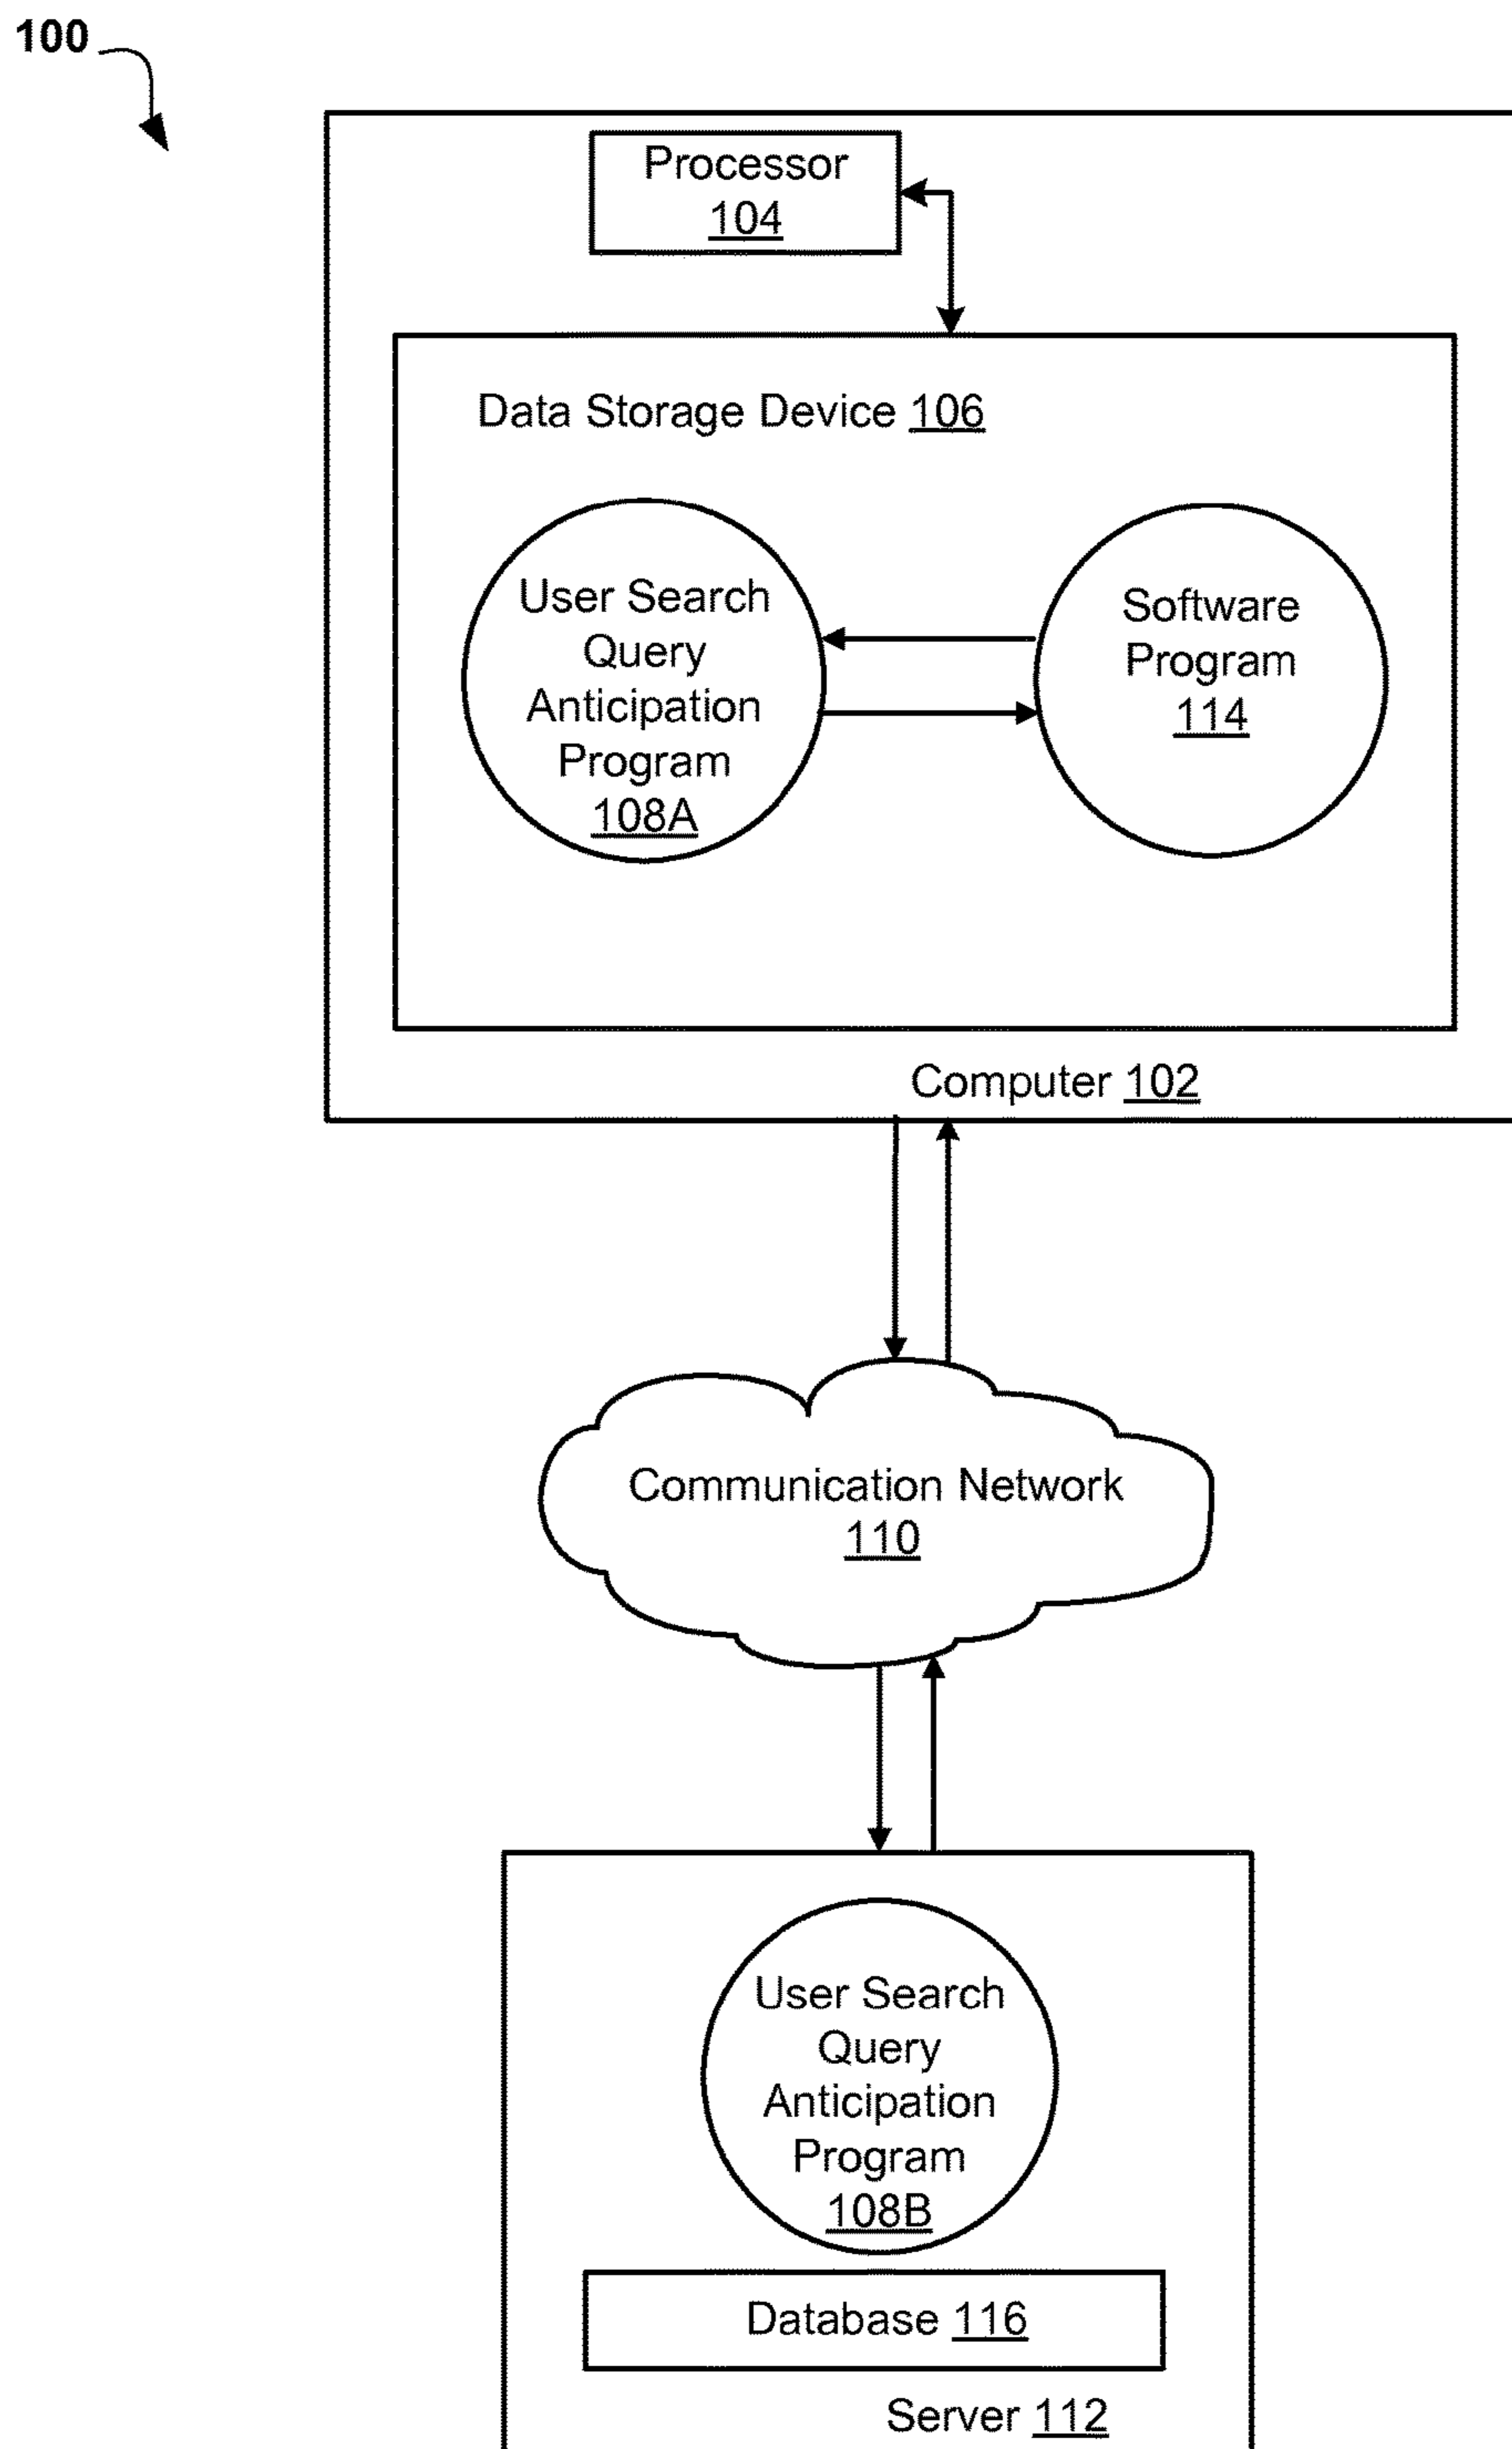 100
Processor
104
Data Storage Device 106
User Search
Query
Anticipation
Program
108A
Software
Program
114
Computer 102
Communication Network
110
User Search
Query
Anticipation
Program
108B
Database 116
Server 112